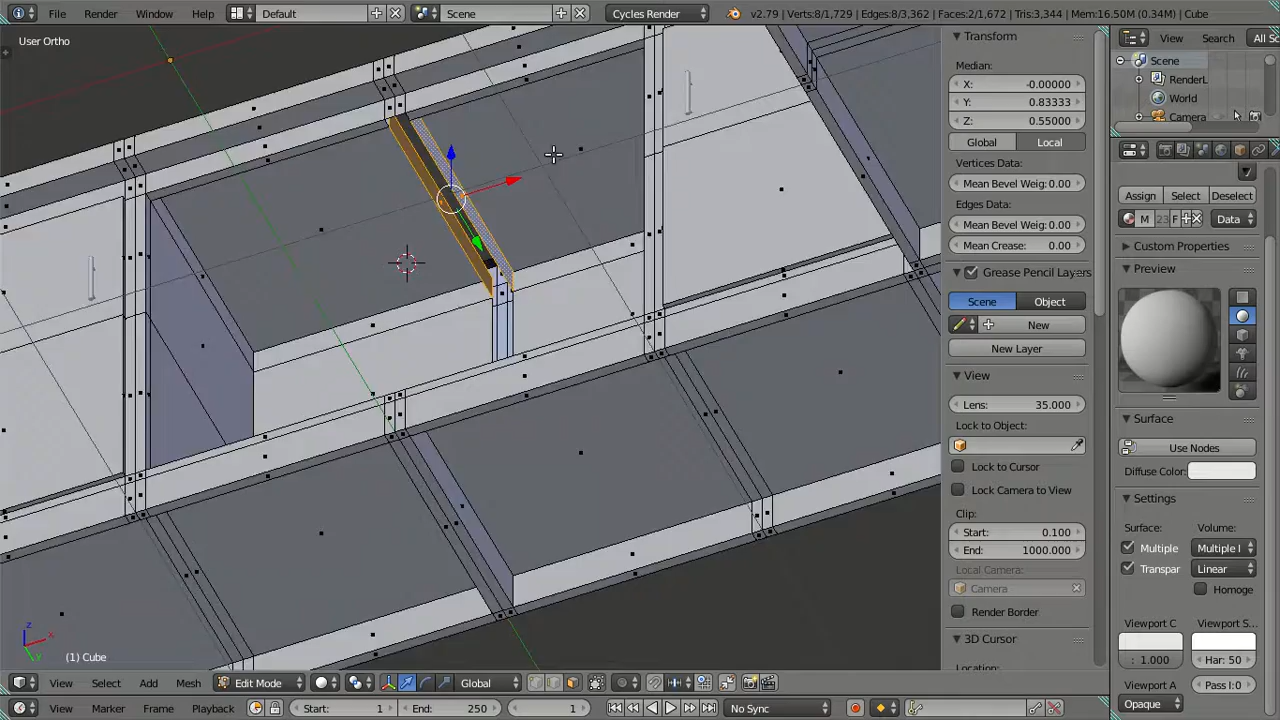 File Render Window Help Default Scene Cycles Render v2.79 | Verts:8/1,729 | Edges:8/3,362 | Faces:2/1,672 | Tris:3,344 | Mem:16.50M (0.34M) | Cube
User Ortho
Transform
View Search All Sc
Scene
RenderL
World
Camera
Median:
X: -0.00000
Y: 0.83333
Z: 0.55000
Global Local
Vertices Data:
Mean Bevel Weig: 0.00
Edges Data:
Mean Bevel Weig: 0.00
Mean Crease: 0.00
Grease Pencil Layers
Scene Object
New
New Layer
View
Lens: 35.000
Lock to Object:
Lock to Cursor
Lock Camera to View
Clip:
Start: 0.100
End: 1000.000
Local Camera:
Camera
Render Border
3D Cursor
Location:
Assign Select Deselect
M 23 F Data
Custom Properties
Preview
Surface
Use Nodes
Diffuse Color:
Settings
Surface: Volume:
Multiple Multiple I
Transpar Linear
Homoge
Viewport C Viewport S...
: 1.000 Har: 50
Viewport A Pass I: 0
Opaque
z x y
(1) Cube
View Select Add Mesh Edit Mode Global
View Marker Frame Playback Start: 1 End: 250 1 No Sync